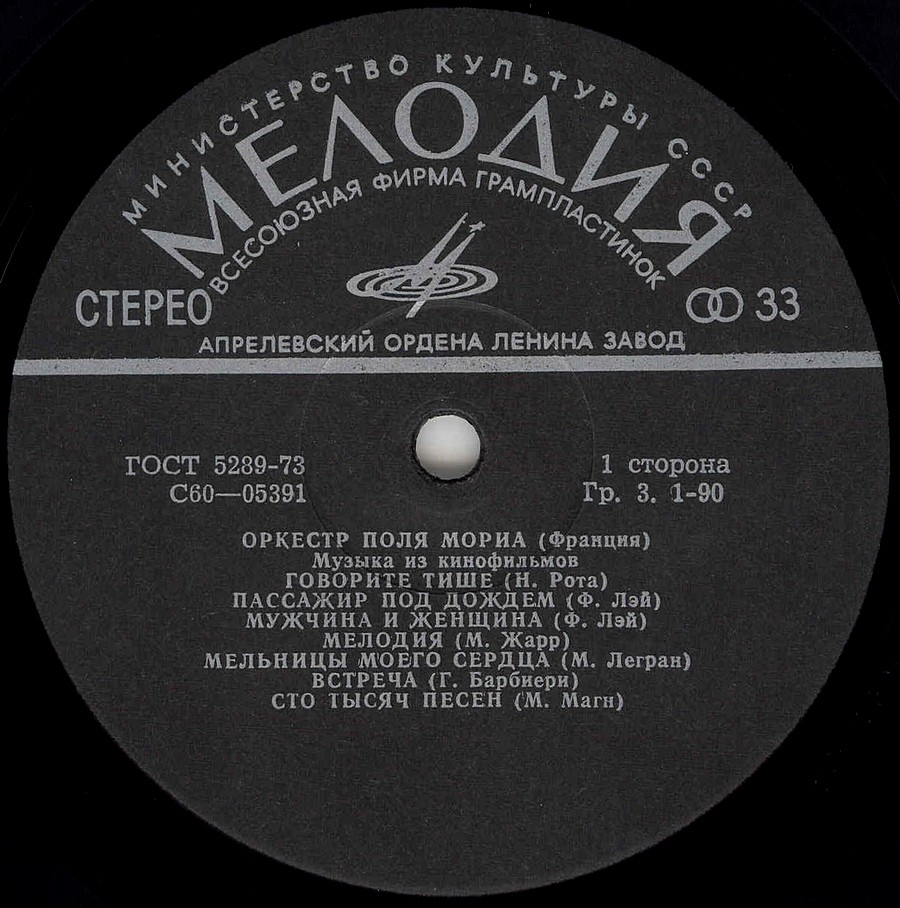 МИНИСТЕРСТВО КУЛЬТУРЫ СССР
МЕЛОДИЯ
ВСЕСОЮЗНАЯ ФИРМА ГРАМПЛАСТИНОК
СТЕРЕО
33
АПРЕЛЕВСКИЙ ОРДЕНА ЛЕНИНА ЗАВОД
ГОСТ 5289-73
1 сторона
С60—05391
Гр. 3. 1-90
ОРКЕСТР ПОЛЯ МОРИА (Франция)
Музыка из кинофильмов
ГОВОРИТЕ ТИШЕ (Н. Рота)
ПАССАЖИР ПОД ДОЖДЕМ (Ф. Лэй)
МУЖЧИНА И ЖЕНЩИНА (Ф. Лэй)
МЕЛОДИЯ (М. Жарр)
МЕЛЬНИЦЫ МОЕГО СЕРДЦА (М. Легран)
ВСТРЕЧА (Г. Барбиери)
СТО ТЫСЯЧ ПЕСЕН (М. Магн)